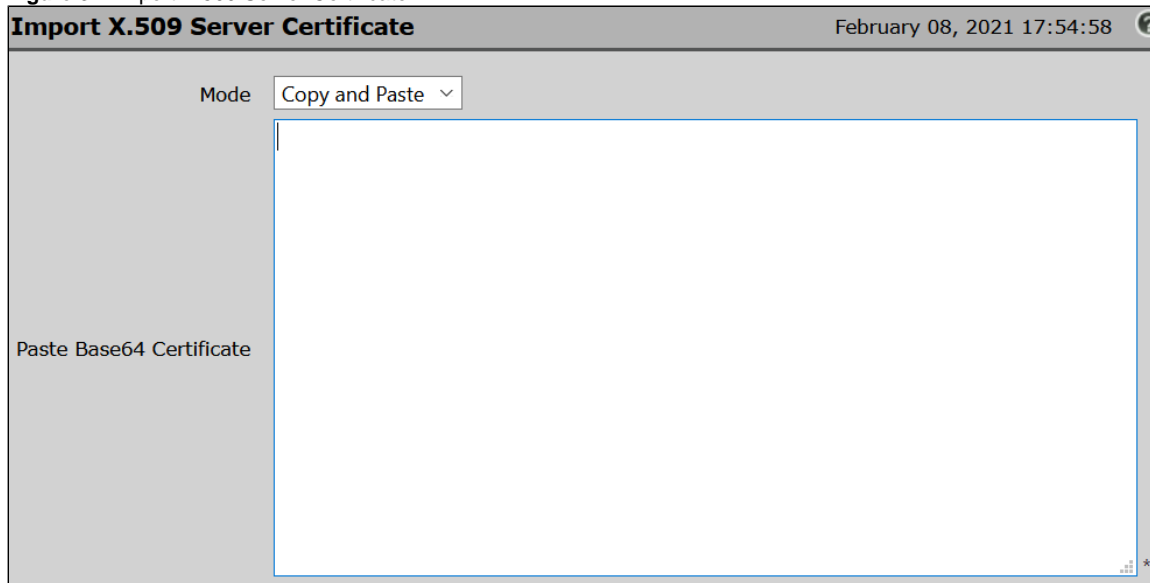 Import X.509 Server Certificate
February 08, 2021 17:54:58
Mode
Copy and Paste
Paste Base64 Certificate
*